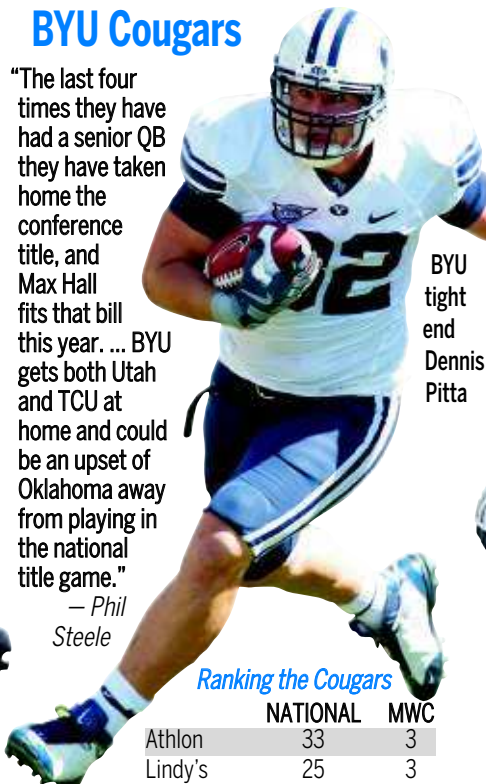 BYU Cougars
“The last four
times they have
had a senior QB
they have taken
home the
conference
title, and
Max Hall
fits that bill
this year. ... BYU
gets both Utah
and TCU at
home and could
be an upset of
Oklahoma away
from playing in
the national
title game.”
— Phil
Steele
BYU
tight
end
Dennis
Pitta
Ranking the Cougars
NATIONAL MWC
Athlon 33 3
Lindy's 25 3